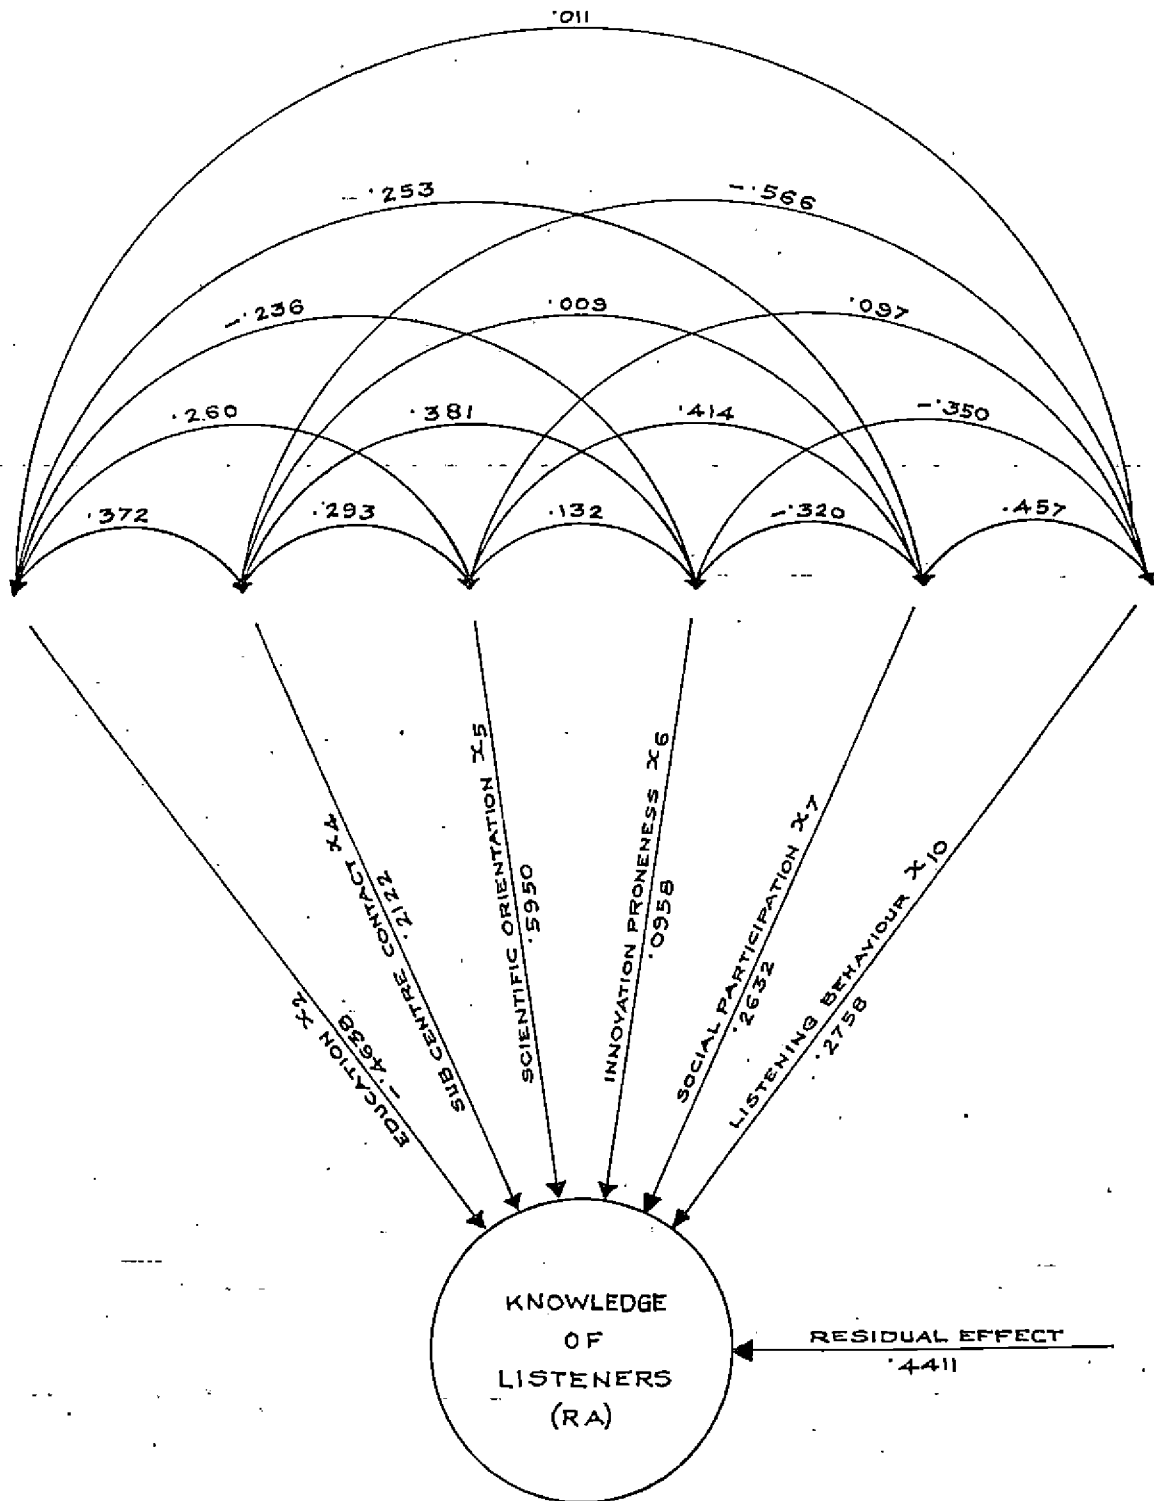 ·011
-·253
-·566
-·236
·009
·097
·260
·381
·414
-·350
·372
·293
·132
-·320
·457
EDUCATION X2
-·4638
SUB CENTRE CONTACT X4
·2122
SCIENTIFIC ORIENTATION X5
·5950
INNOVATION PRONENESS X6
·0958
SOCIAL PARTICIPATION X7
·2632
LISTENING BEHAVIOUR X10
·2758
KNOWLEDGE
OF
LISTENERS
(RA)
RESIDUAL EFFECT
·4411